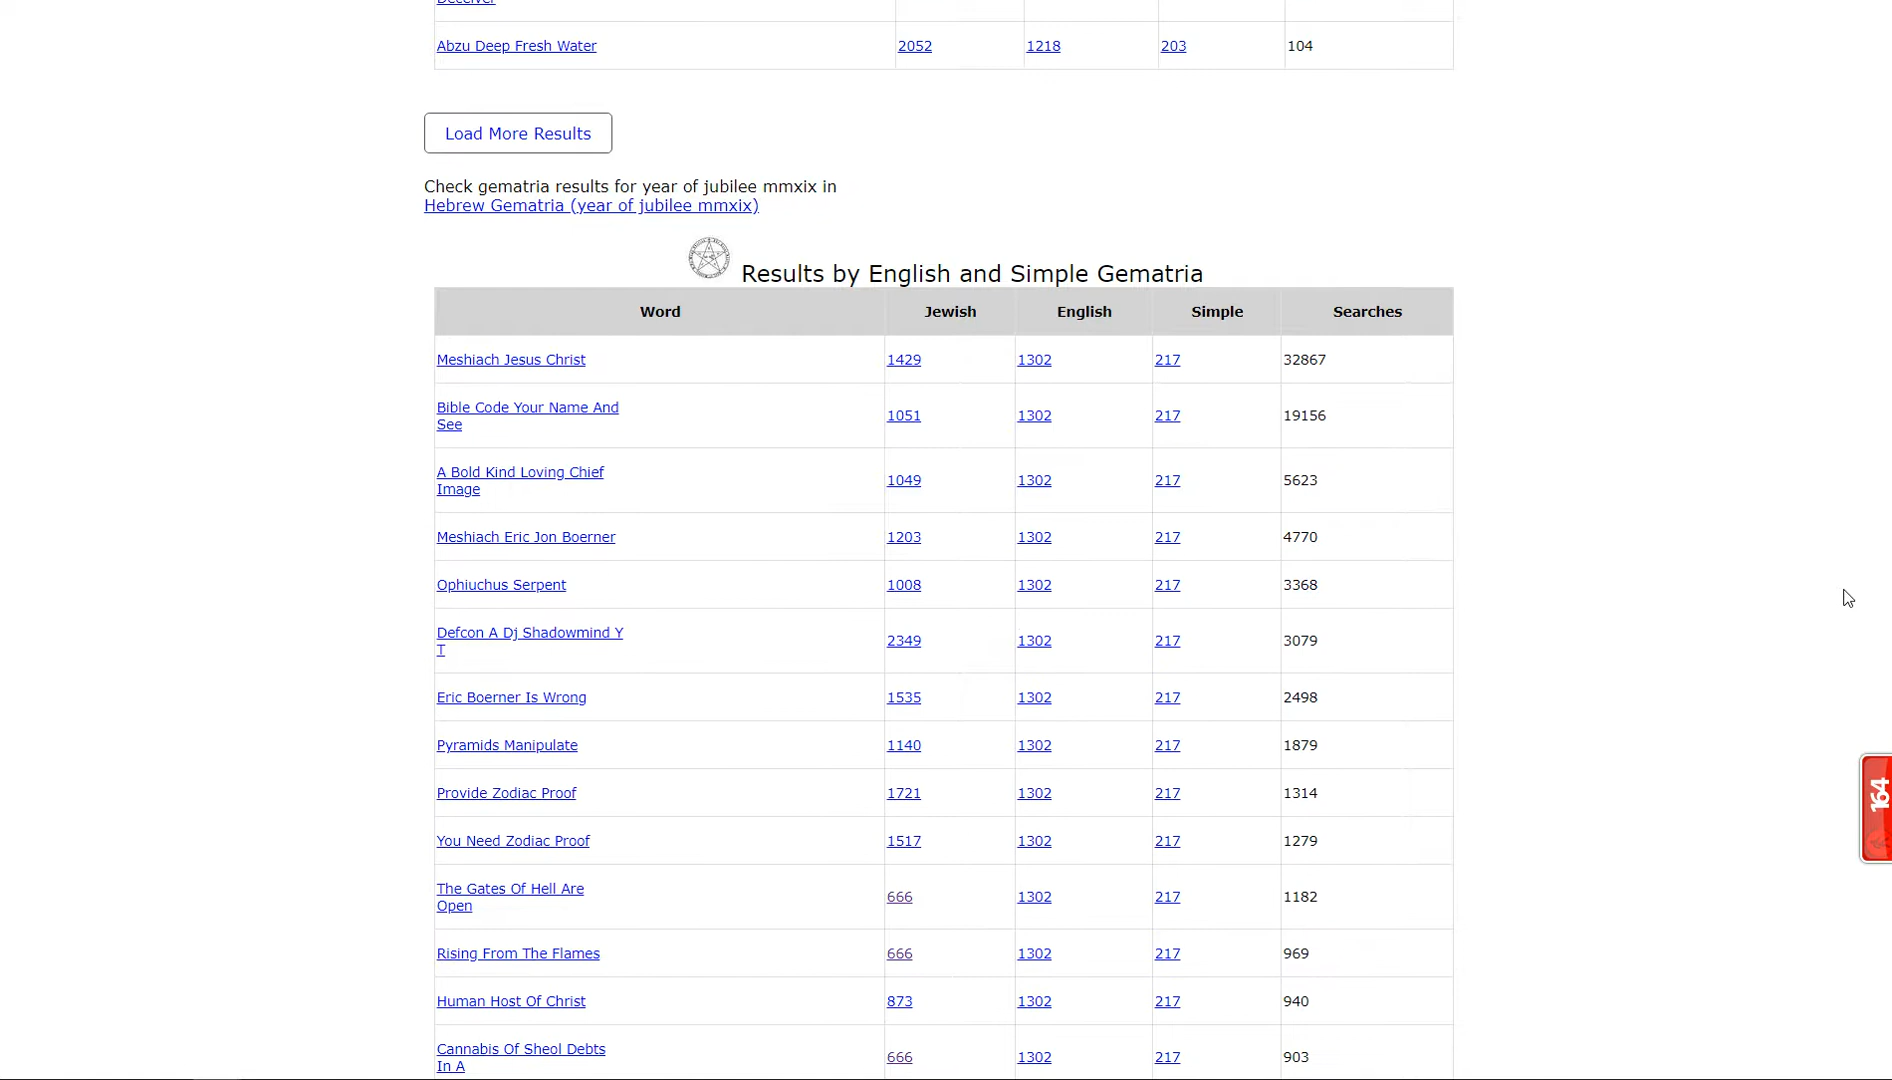 Deceiver
Abzu Deep Fresh Water 2052 1218 203 104
Load More Results
Check gematria results for year of jubilee mmxix in
Hebrew Gematria (year of jubilee mmxix)
Results by English and Simple Gematria
Word Jewish English Simple Searches
Meshiach Jesus Christ 1429 1302 217 32867
Bible Code Your Name And
See 1051 1302 217 19156
A Bold Kind Loving Chief
Image 1049 1302 217 5623
Meshiach Eric Jon Boerner 1203 1302 217 4770
Ophiuchus Serpent 1008 1302 217 3368
Defcon A Dj Shadowmind Y
T 2349 1302 217 3079
Eric Boerner Is Wrong 1535 1302 217 2498
Pyramids Manipulate 1140 1302 217 1879
Provide Zodiac Proof 1721 1302 217 1314
You Need Zodiac Proof 1517 1302 217 1279
The Gates Of Hell Are
Open 666 1302 217 1182
Rising From The Flames 666 1302 217 969
Human Host Of Christ 873 1302 217 940
Cannabis Of Sheol Debts
In A 666 1302 217 903
164